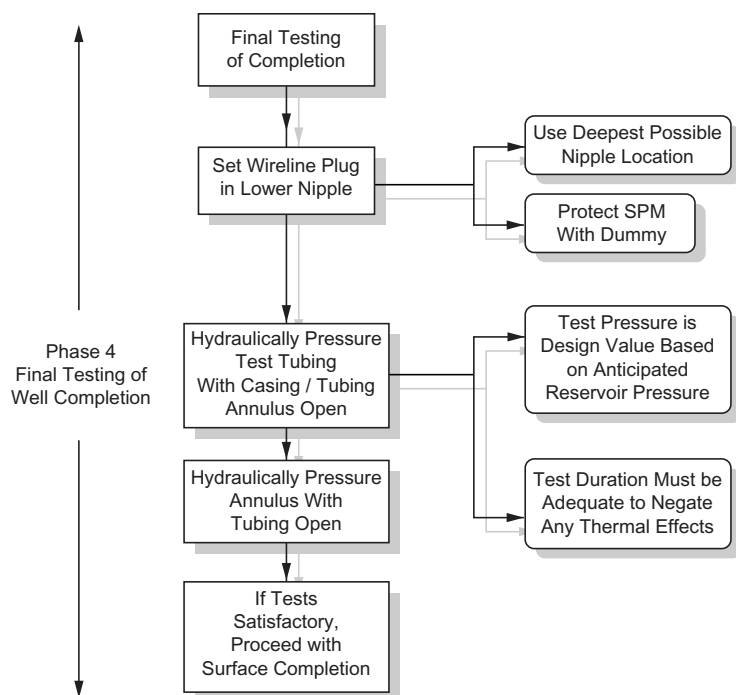 Final Testing
of Completion
Set Wireline Plug
in Lower Nipple
Use Deepest Possible
Nipple Location
Protect SPM
With Dummy
Phase 4
Final Testing of
Well Completion
Hydraulically Pressure
Test Tubing
With Casing / Tubing
Annulus Open
Test Pressure is
Design Value Based
on Anticipated
Reservoir Pressure
Hydraulically Pressure
Annulus With
Tubing Open
Test Duration Must be
Adequate to Negate
Any Thermal Effects
If Tests
Satisfactory,
Proceed with
Surface Completion